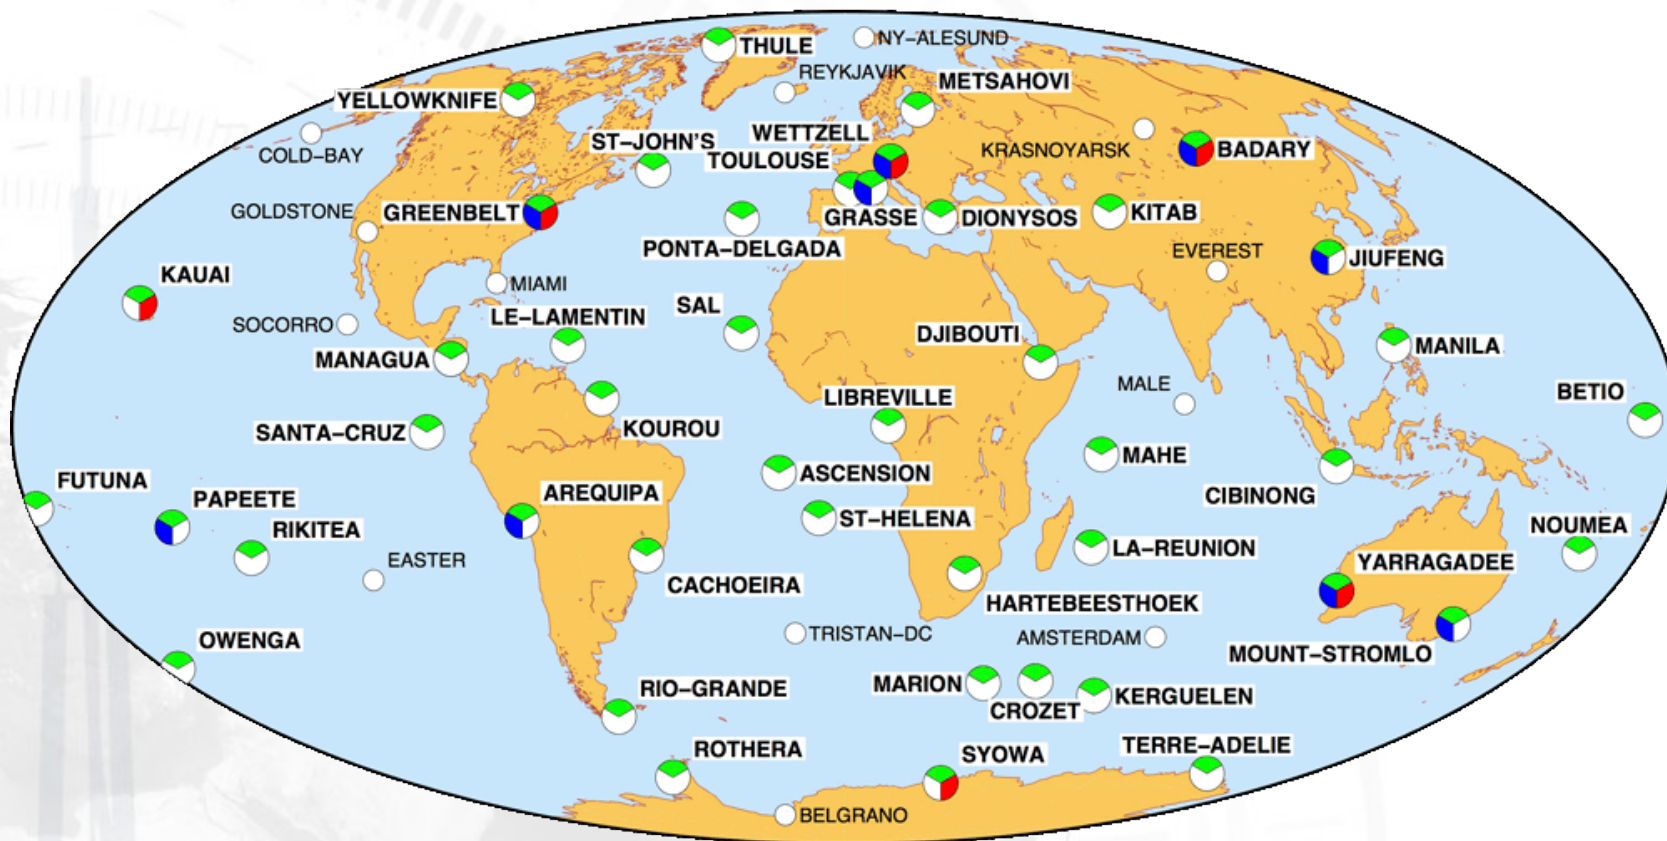 THULE
NY-ALESUND
REYKJAVIK
METSAHOVI
YELLOWKNIFE
COLD-BAY
ST-JOHN'S
WETTZELL
TOULOUSE
KRASNOYARSK
BADARY
GOLDSTONE
GREENBELT
GRASSE
DIONYSOS
KITAB
PONTA-DELGADA
EVEREST
JIUFENG
KAUAI
MIAMI
SOCORRO
LE-LAMENTIN
SAL
DJIBOUTI
MANAGUA
MANILA
MALE
BETIO
LIBREVILLE
SANTA-CRUZ
KOUROU
MAHE
ASCENSION
FUTUNA
PAPEETE
AREQUIPA
CIBINONG
ST-HELENA
RIKITEA
NOUMEA
LA-REUNION
EASTER
YARRAGADEE
CACHOEIRA
HARTEBEESTHOEK
TRISTAN-DC
AMSTERDAM
OWENGA
MOUNT-STROMLO
RIO-GRANDE
MARION
CROZET
KERGUELEN
ROTHERA
SYOWA
TERRE-ADELIE
BELGRANO